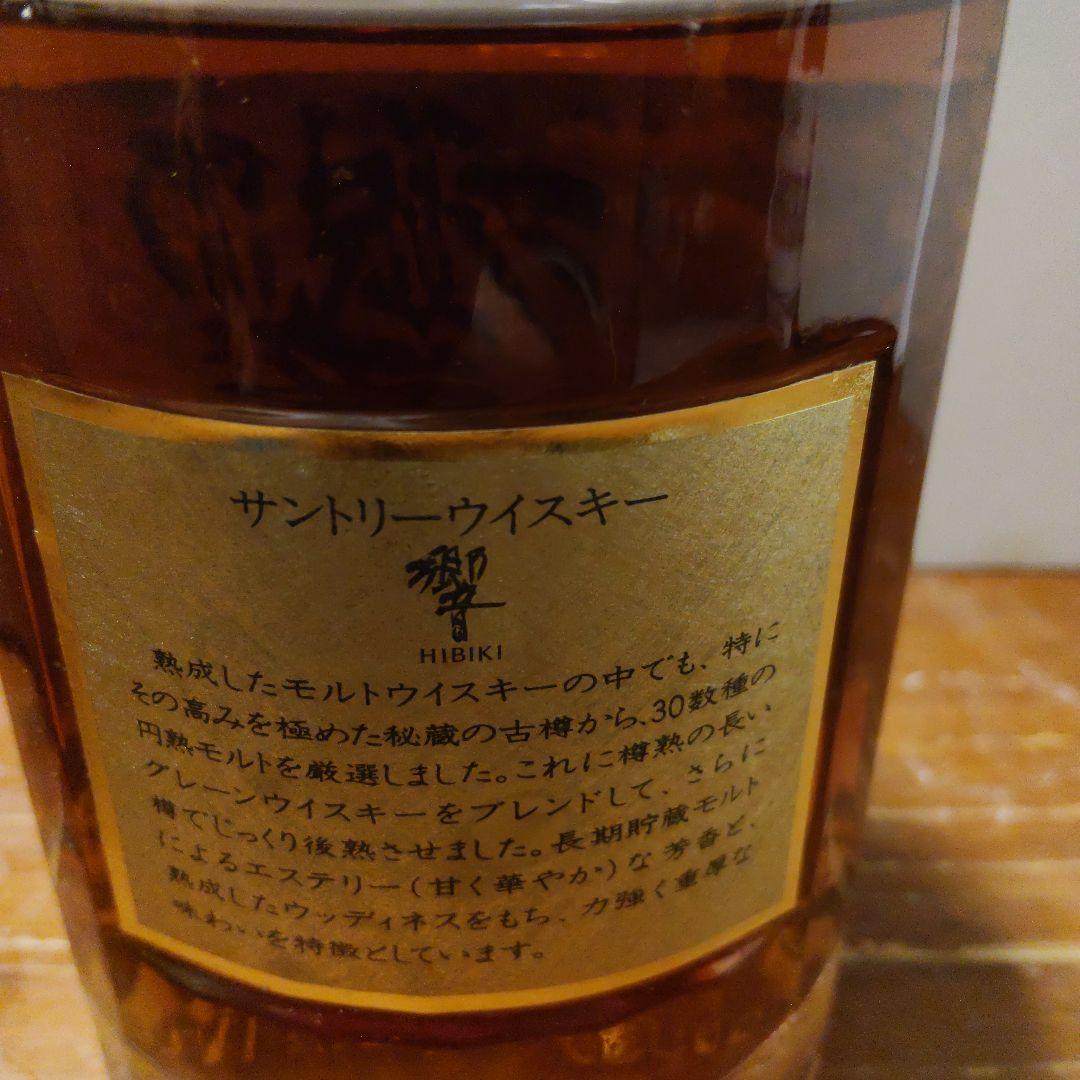 サントリーウイスキー
響
HIBIKI
熟成したモルトウイスキーの中でも、特に
その高みを極めた秘蔵の古樽から、30数種の
円熟モルトを厳選しました。これに樽熟の長い
グレーンウイスキーをブレンドして、さらに
樽でじっくり後熟させました。長期貯蔵モルト
によるエステリー(甘く華やか)な芳香と、
熟成したウッディネスをもち、力強く重厚な
味わいを特徴としています。